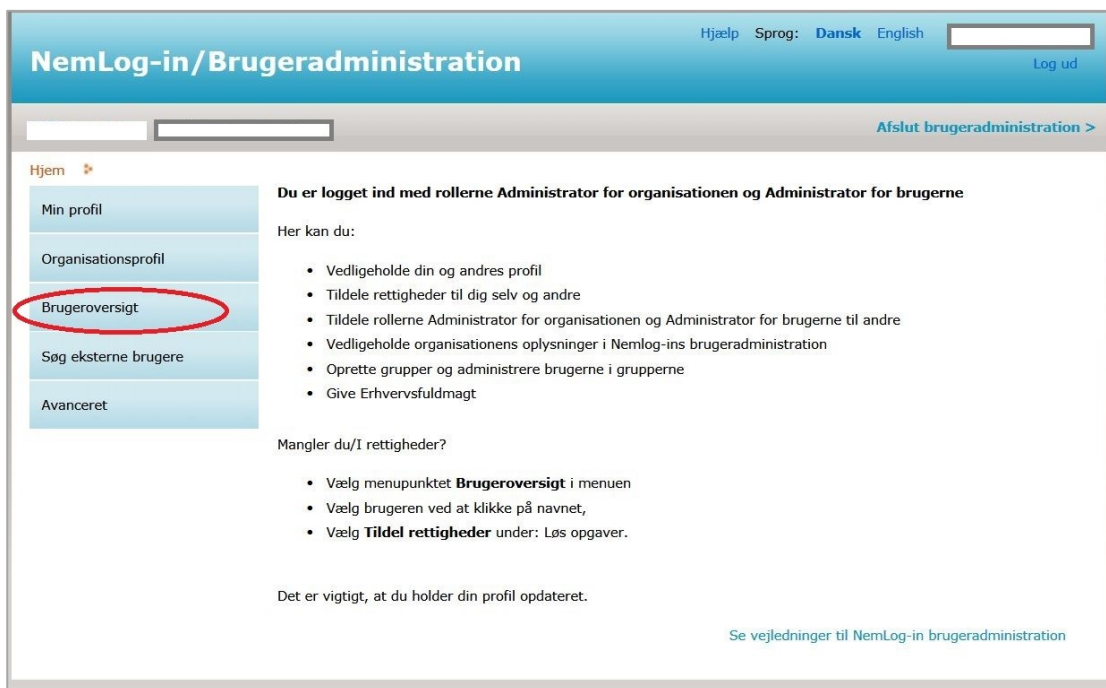 Hjælp Sprog: Dansk English
NemLog-in/Brugeradministration
Log ud
Afslut brugeradministration >
Hjem
Min profil
Organisationsprofil
Brugeroversigt
Søg eksterne brugere
Avanceret
Du er logget ind med rollerne Administrator for organisationen og Administrator for brugerne
Her kan du:
• Vedligeholde din og andres profil
• Tildele rettigheder til dig selv og andre
• Tildele rollerne Administrator for organisationen og Administrator for brugerne til andre
• Vedligeholde organisationens oplysninger i Nemlog-ins brugeradministration
• Oprette grupper og administrere brugerne i grupperne
• Give Erhvervsfuldmagt
Mangler du/I rettigheder?
• Vælg menupunktet Brugeroversigt i menuen
• Vælg brugeren ved at klikke på navnet,
• Vælg Tildel rettigheder under: Løs opgaver.
Det er vigtigt, at du holder din profil opdateret.
Se vejledninger til NemLog-in brugeradministration